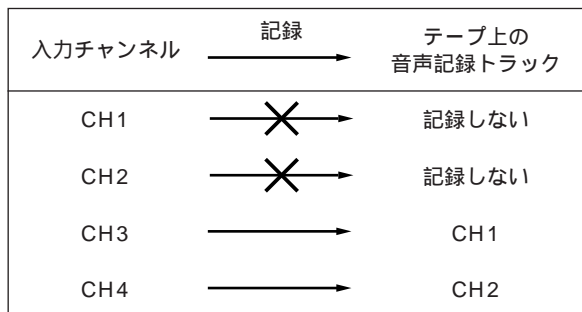 入力チャンネル 記録 テープ上の
音声記録トラック
CH1 記録しない
CH2 記録しない
CH3 CH1
CH4 CH2